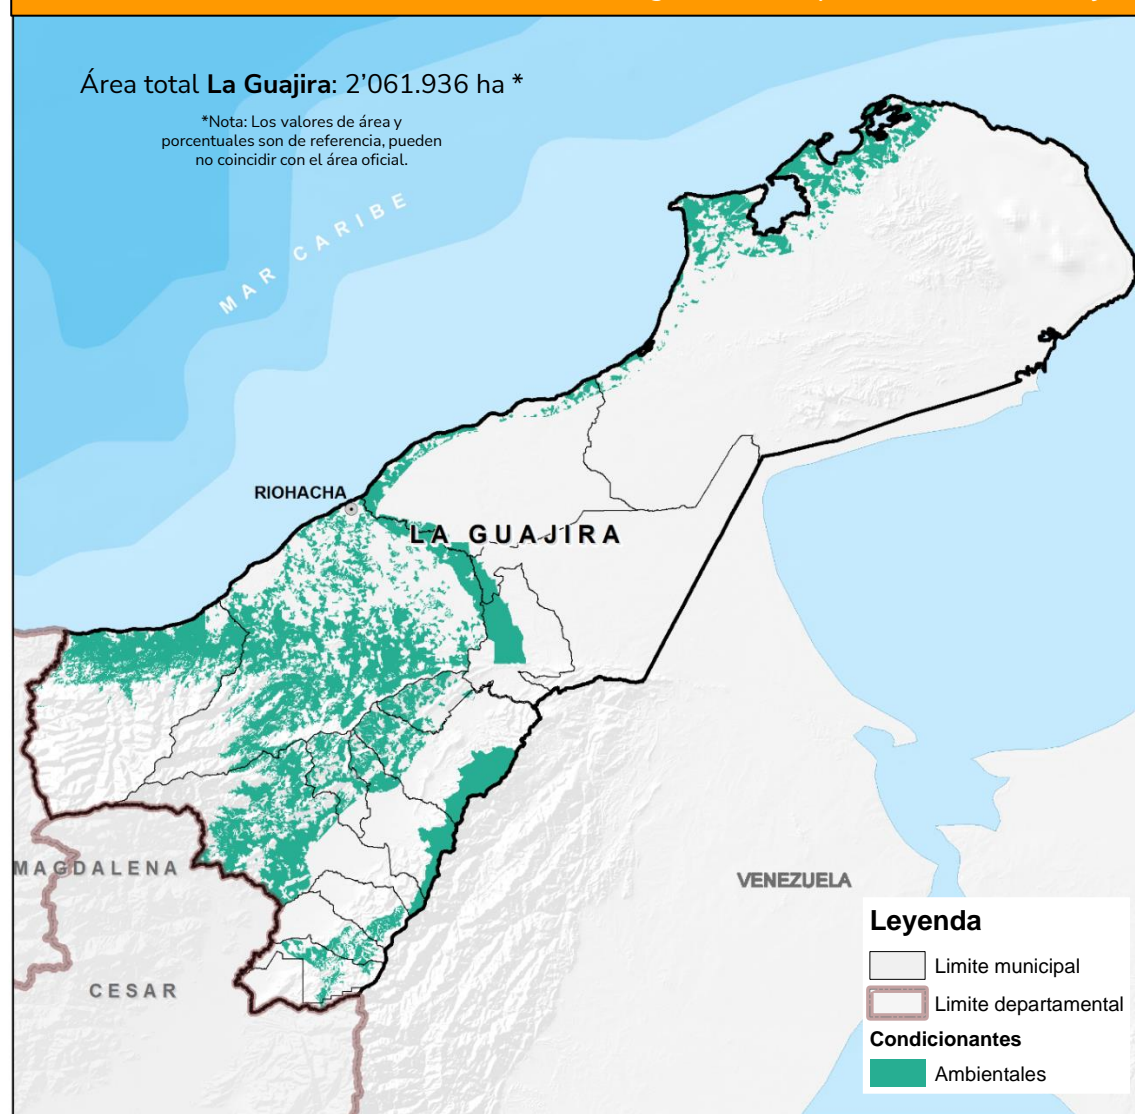 Área total La Guajira: 2’061.936 ha *
*Nota: Los valores de área y
porcentuales son de referencia, pueden
no coincidir con el área oficial.
MAR CARIBE
RIOHACHA
LA GUAJIRA
MAGDALENA
VENEZUELA
CESAR
Leyenda
Limite municipal
Limite departamental
Condicionantes
Ambientales